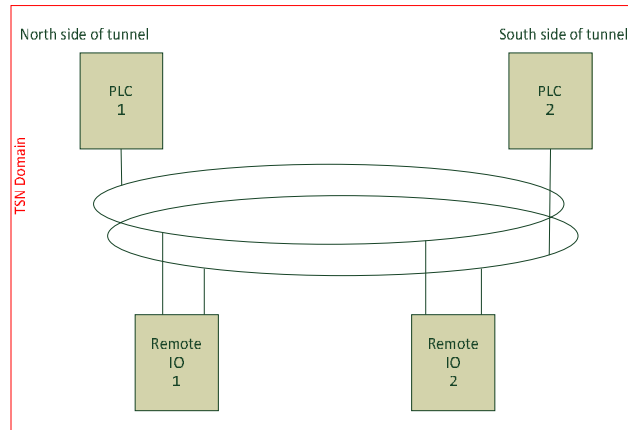 North side of tunnel
South side of tunnel
PLC
1
PLC
2
TSN Domain
Remote
IO
1
Remote
IO
2